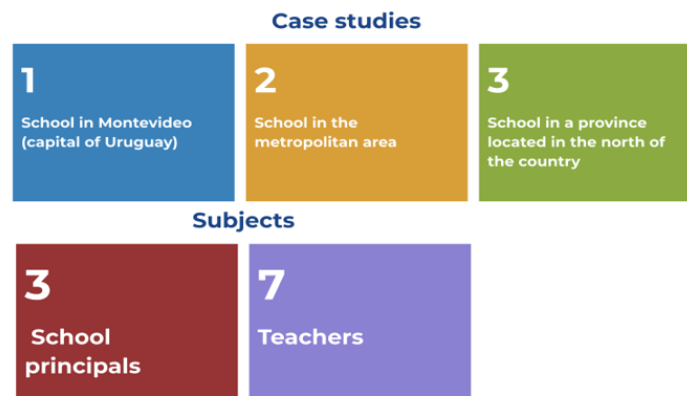 Case studies
1
School in Montevideo
(capital of Uruguay)
2
School in the
metropolitan area
3
School in a province
located in the north of
the country
Subjects
3
School
principals
7
Teachers